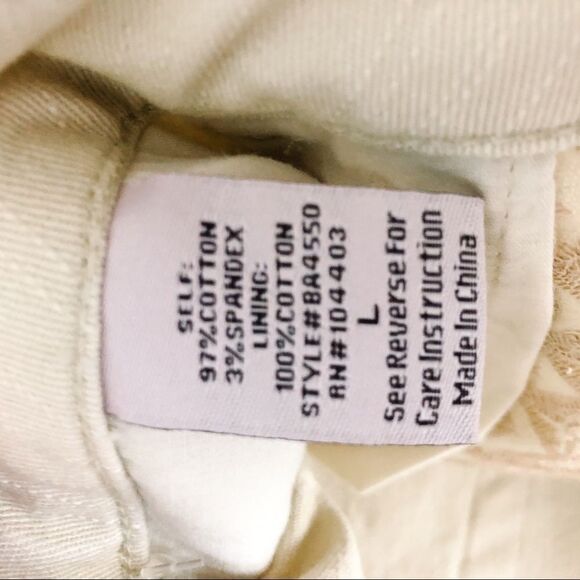 SELF:
97%COTTON
3%SPANDEX
LINING:
100%COTTON
STYLE#BA4550
RN#104403
L
See Reverse For
Care Instruction
Made In China